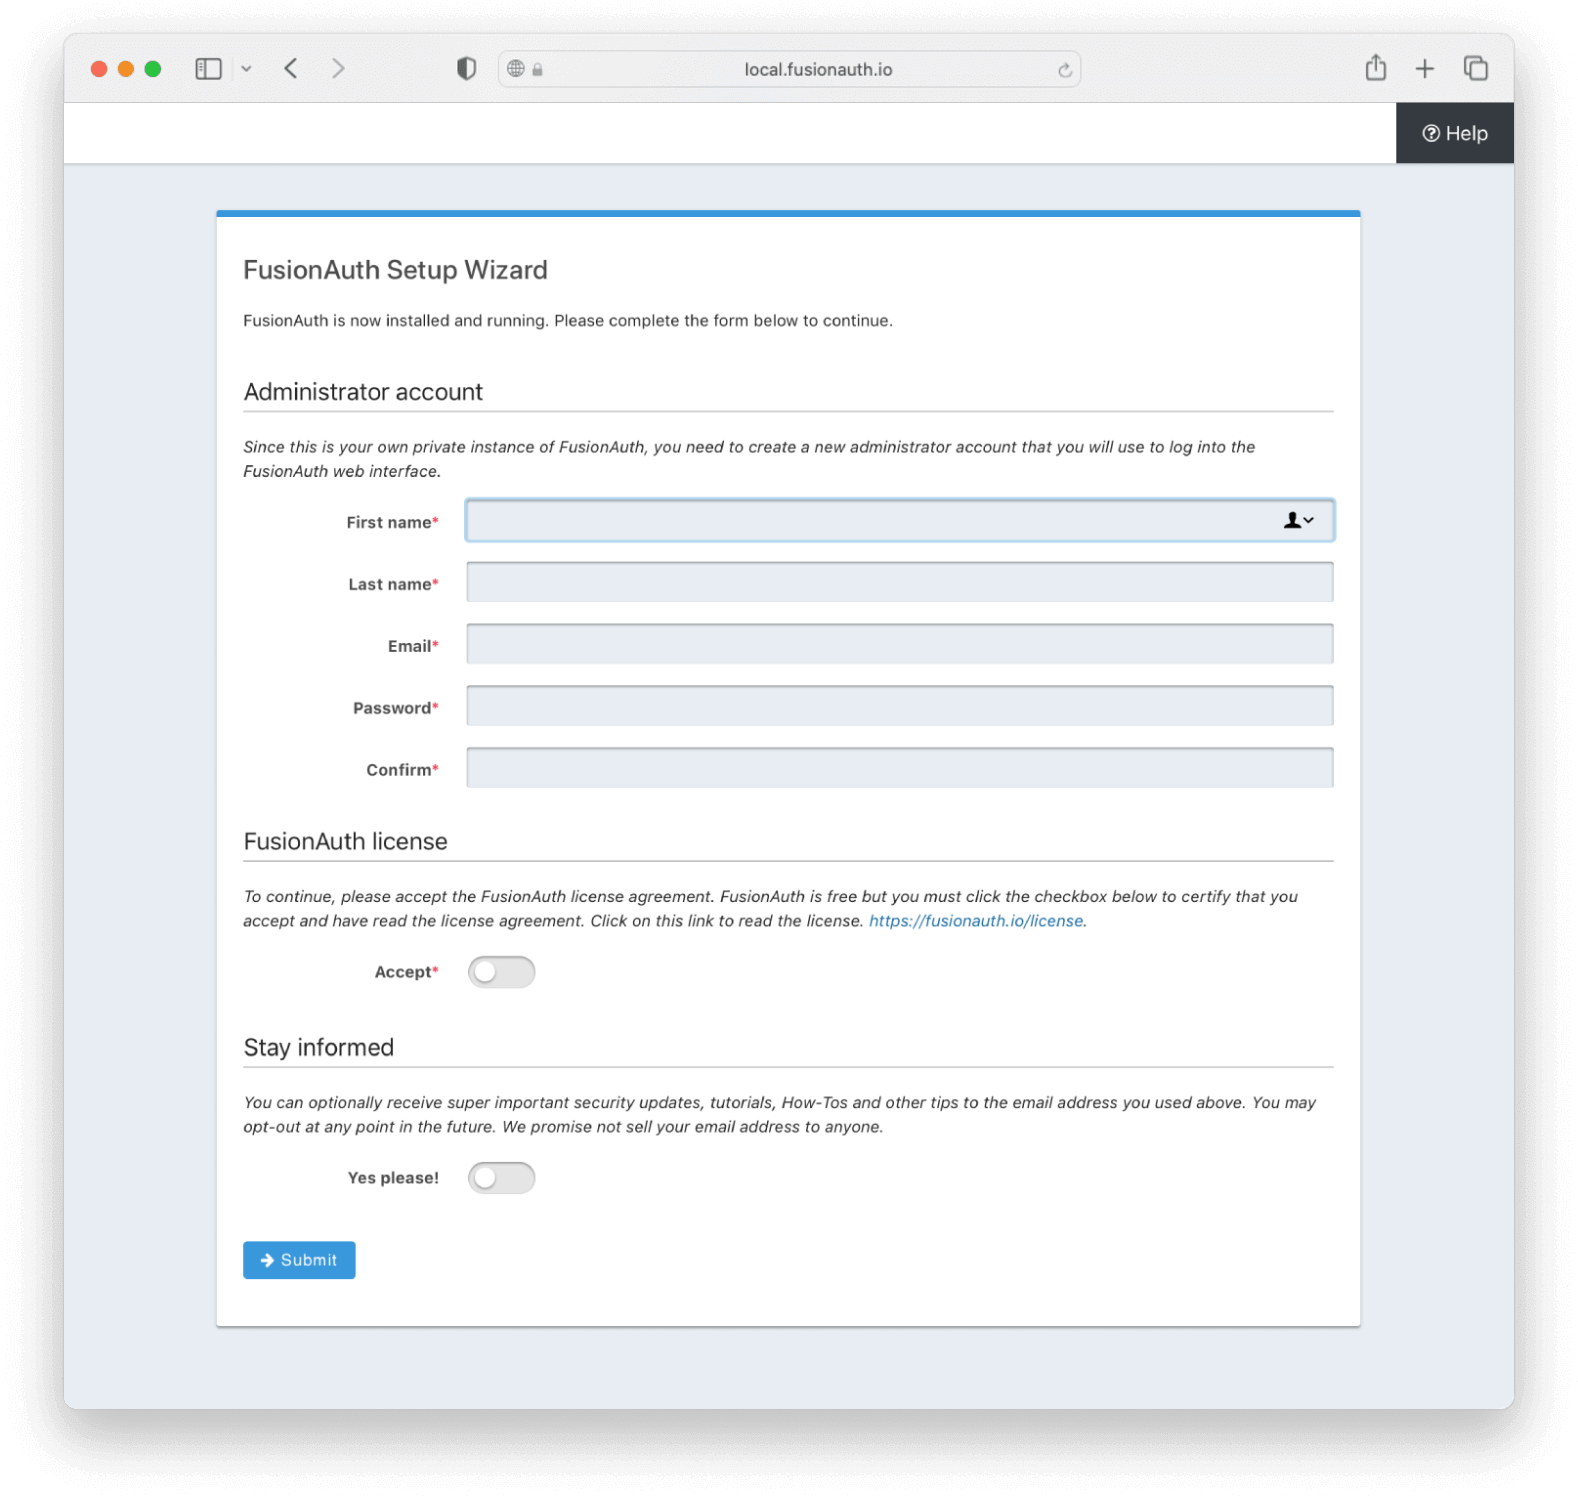 local.fusionauth.io
Help
FusionAuth Setup Wizard
FusionAuth is now installed and running. Please complete the form below to continue.
Administrator account
Since this is your own private instance of FusionAuth, you need to create a new administrator account that you will use to log into the
FusionAuth web interface.
First name*
Last name*
Email*
Password*
Confirm*
FusionAuth license
To continue, please accept the FusionAuth license agreement. FusionAuth is free but you must click the checkbox below to certify that you
accept and have read the license agreement. Click on this link to read the license. https://fusionauth.io/license.
Accept*
Stay informed
You can optionally receive super important security updates, tutorials, How-Tos and other tips to the email address you used above. You may
opt-out at any point in the future. We promise not sell your email address to anyone.
Yes please!
Submit